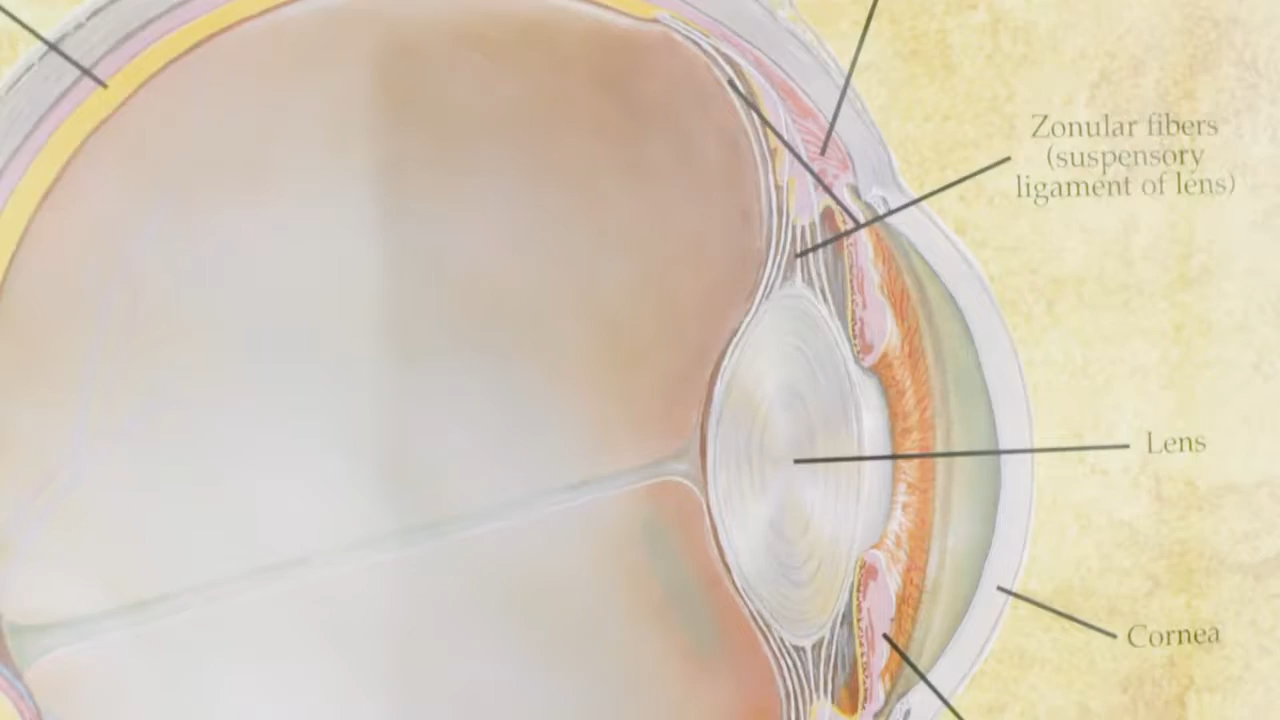 Zonular fibers
(suspensory
ligament of lens)
Lens
Cornea